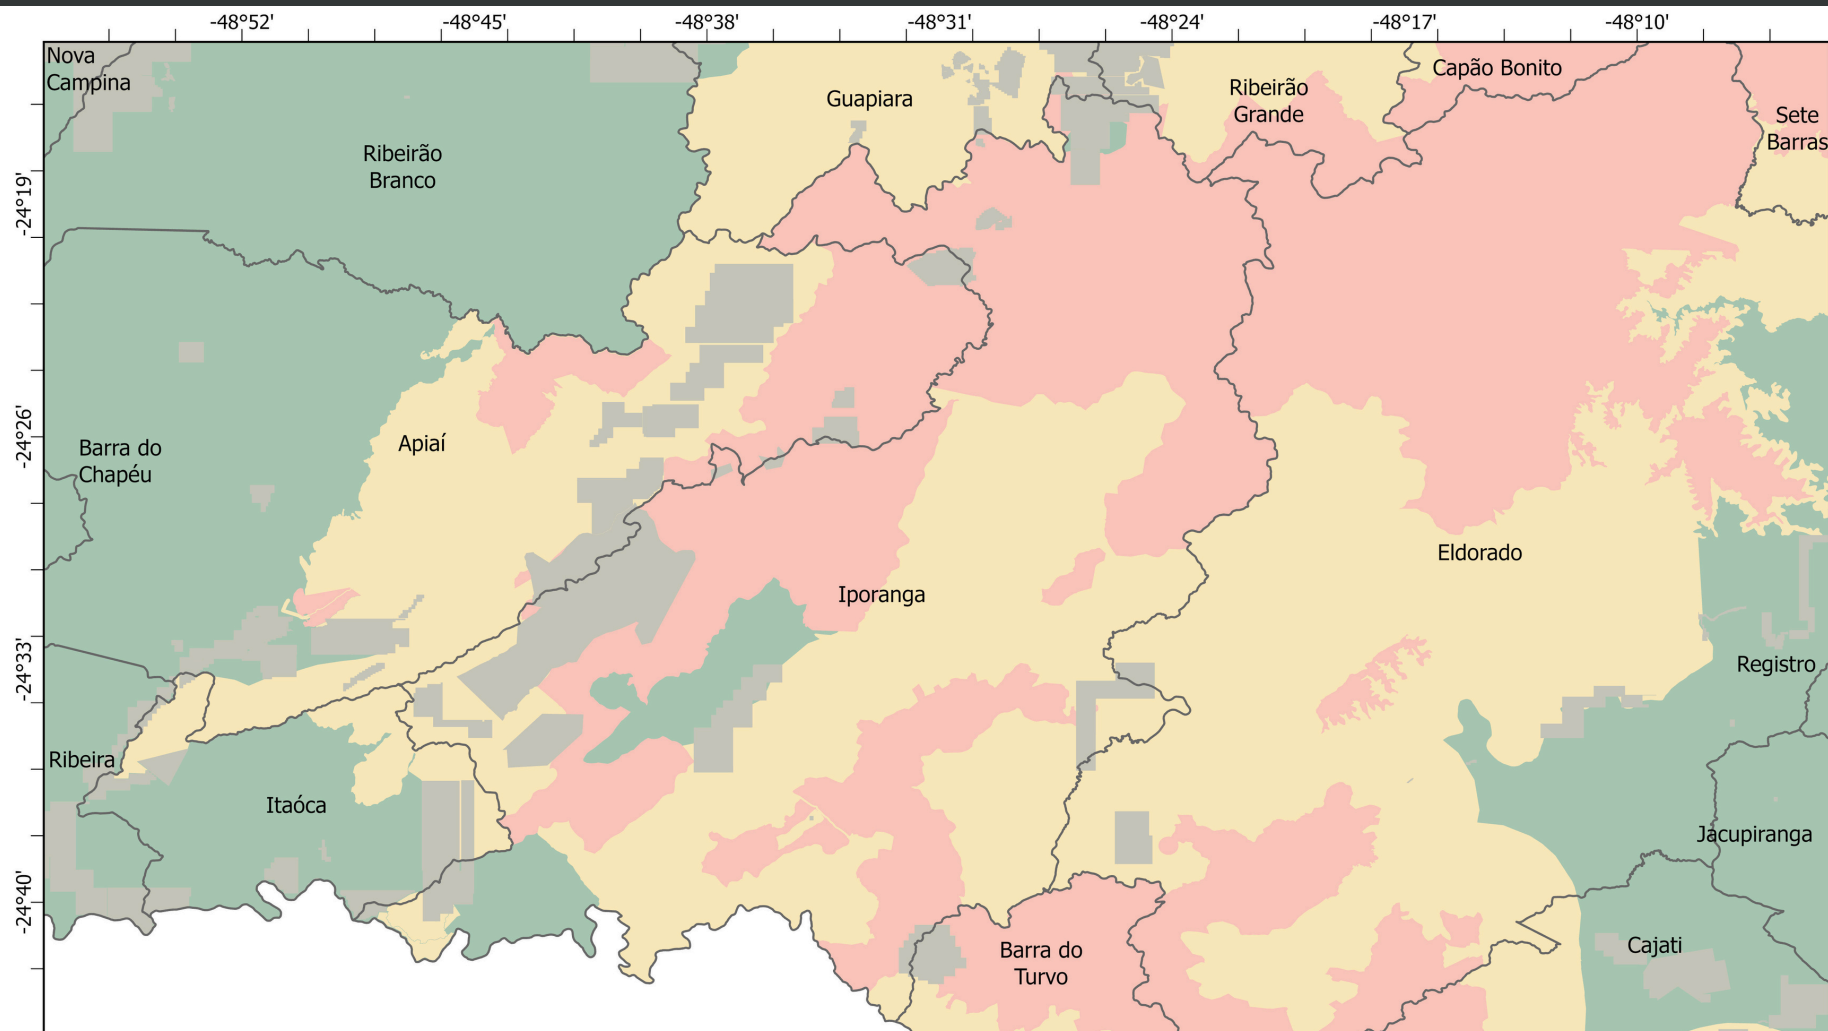 -48°52' -48°45' -48°38' -48°31' -48°24' -48°17' -48°10'
Nova
Campina
Capão Bonito
Guapiara
Ribeirão
Grande
Sete
Barras
Ribeirão
Branco
-24°19'
-24°26'
Barra do
Chapéu
Apiaí
Eldorado
Iporanga
-24°33'
Registro
Ribeira
Itaóca
Jacupiranga
-24°40'
Barra do
Turvo
Cajati